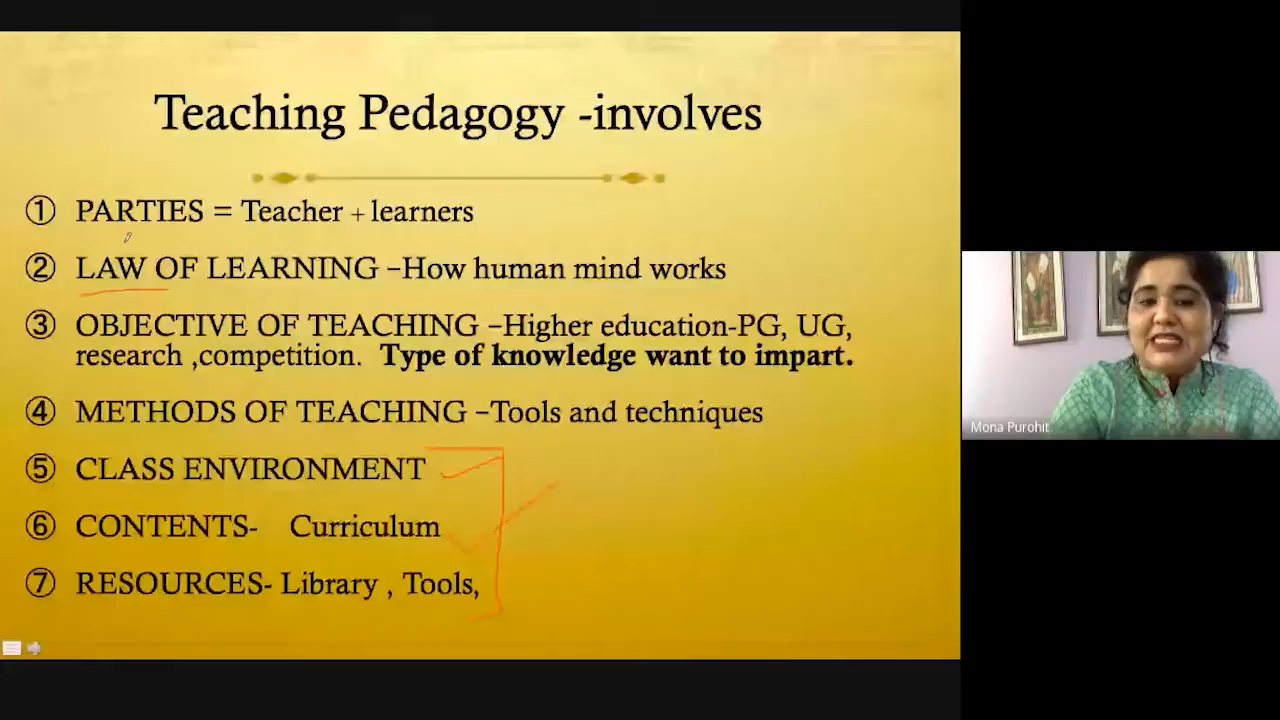 Teaching Pedagogy -involves
① PARTIES = Teacher + learners
② LAW OF LEARNING –How human mind works
③ OBJECTIVE OF TEACHING –Higher education-PG, UG,
research ,competition. Type of knowledge want to impart.
④ METHODS OF TEACHING –Tools and techniques
⑤ CLASS ENVIRONMENT
⑥ CONTENTS- Curriculum
⑦ RESOURCES- Library , Tools,
Mona Purohit